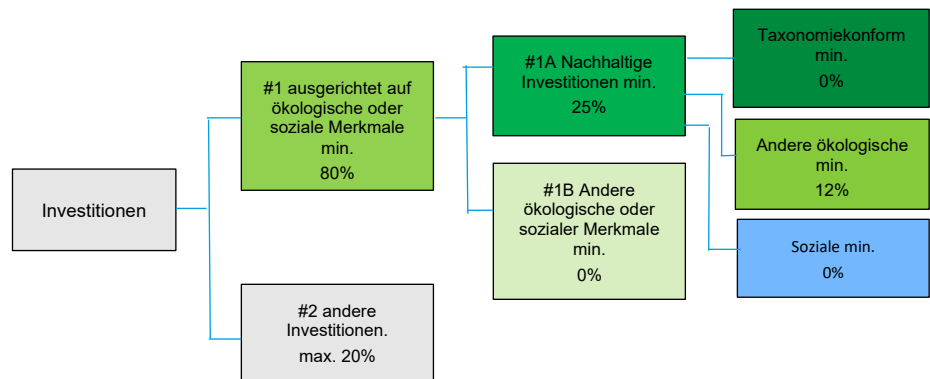 Investitionen
#1 ausgerichtet auf
ökologische oder
soziale Merkmale
min.
80%
#2 andere
Investitionen.
max. 20%
#1A Nachhaltige
Investitionen min.
25%
#1B Andere
ökologische oder
sozialer Merkmale
min.
0%
Taxonomiekonform
min.
0%
Andere ökologische
min.
12%
Soziale min.
0%